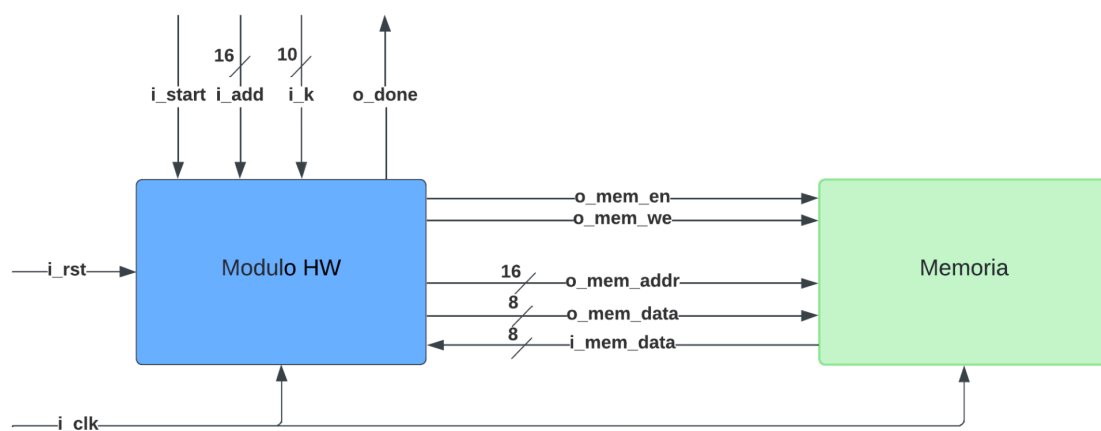 16
10
i_start
i_add
i_k
o_done
o_mem_en
o_mem_we
i_rst
Modulo HW
Memoria
16
o_mem_addr
8
o_mem_data
8
i_mem_data
i_clk